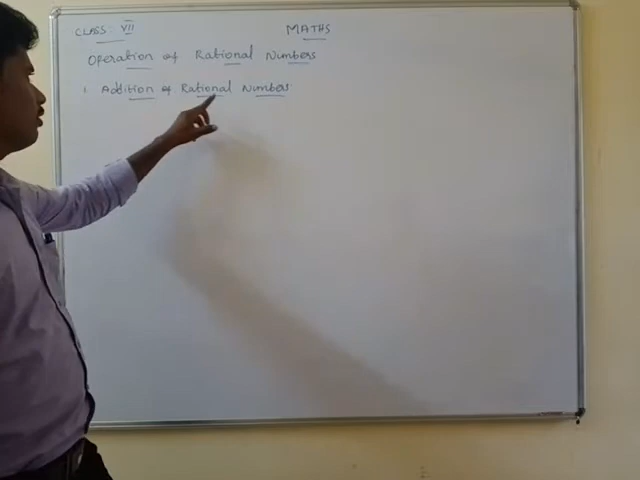 CLASS: VII MATHS
Operation of Rational Numbers
1. Addition of Rational Numbers